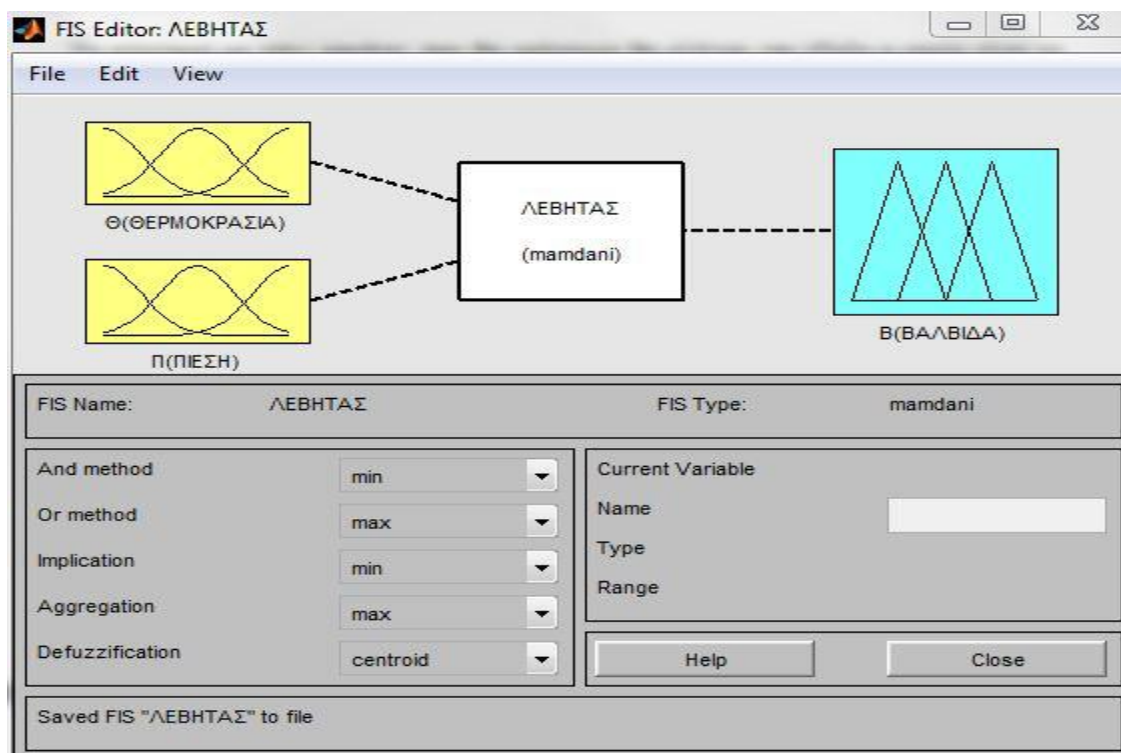 FIS Editor: ΛΕΒΗΤΑΣ
File Edit View
Θ(ΘΕΡΜΟΚΡΑΣΙΑ)
ΛΕΒΗΤΑΣ
(mamdani)
Π(ΠΙΕΣΗ)
Β(ΒΑΛΒΙΔΑ)
FIS Name: ΛΕΒΗΤΑΣ FIS Type: mamdani
And method min
Or method max
Implication min
Aggregation max
Defuzzification centroid
Current Variable
Name
Type
Range
Help Close
Saved FIS "ΛΕΒΗΤΑΣ" to file